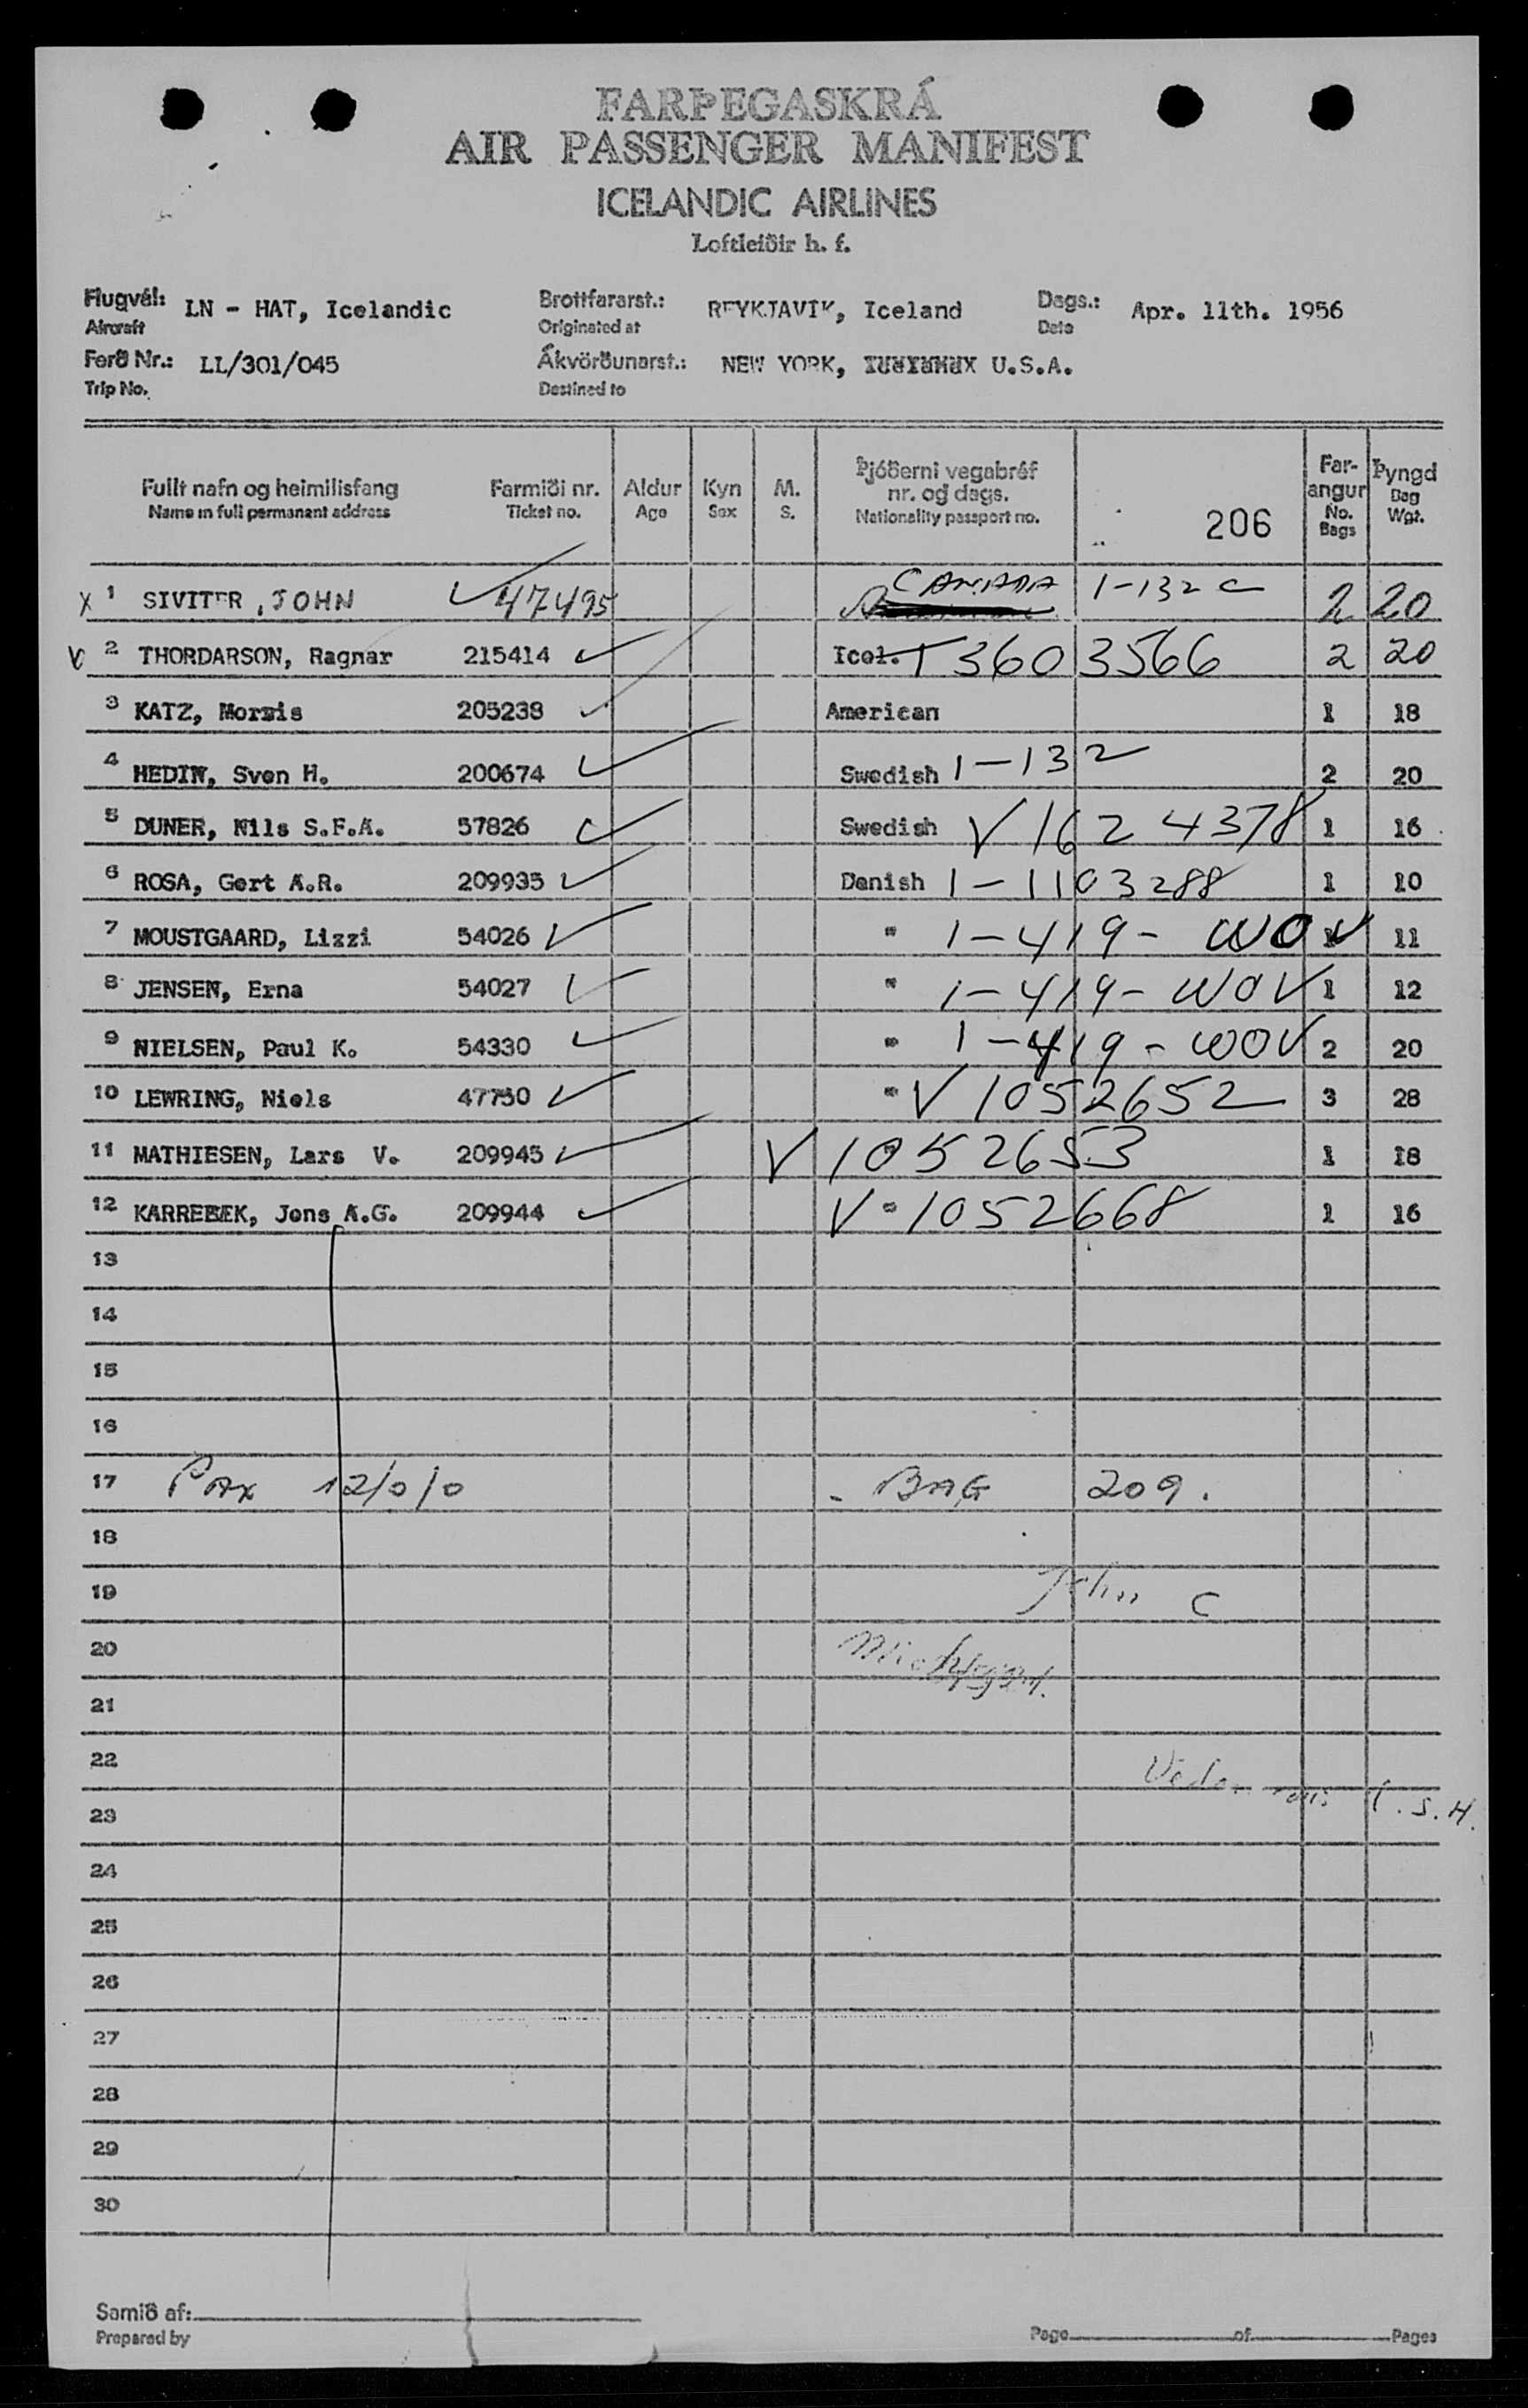 FARÞEGASKRÁ
AIR PASSENGER MANIFEST
ICELANDIC AIRLINES
Loftleiðir h. f.
Flugvél: LN - HAT, Icelandic Brottfararst.: REYKJAVIK, Iceland Dags.: Apr. 11th. 1956
Aircraft Originated at Date
Ferð Nr.: LL/301/045 Ákvörðunarst.: NEW YORK, U.S.A.
Trip No. Destined to
Fullt nafn og heimilisfang Farmiði nr. Aldur Kyn M. Þjóðerni vegabréf nr. og dags. 206 Far-angur Þyngd
Name in full permanent address Ticket no. Age Sex S. Nationality passport no. No. Bags Bag Wgt.
X 1 SIVITER, JOHN ✓ 47495 CANADA 1-132 C 2 20
V 2 THORDARSON, Ragnar 215414 ✓ Icel. T 3603566 2 20
3 KATZ, Morris 205238 ✓ American 1 18
4 HEDIN, Sven H. 200674 ✓ Swedish 1-132 2 20
5 DUNER, Nils S.F.A. 57826 ✓ Swedish V 1624378 1 16
6 ROSA, Gert A.R. 209935 ✓ Danish 1-1103288 1 10
7 MOUSTGAARD, Lizzi 54026 ✓ " 1-419- WOV 1 11
8 JENSEN, Erna 54027 ✓ " 1-419- WOV 1 12
9 NIELSEN, Paul K. 54330 ✓ " 1-419- WOV 2 20
10 LEWRING, Niels 47750 ✓ " V 1052652 3 28
11 MATHIESEN, Lars V. 209945 ✓ V 1052653 1 18
12 KARREBÆK, Jens A.G. 209944 ✓ V " 1052668 1 16
13
14
15
16
17 PAX 12/0/0 - BAG 209.
18
19 John C
20
21
22
23 .S.H.
24
25
26
27
28
29
30
Samið af:
Prepared by Page of Pages